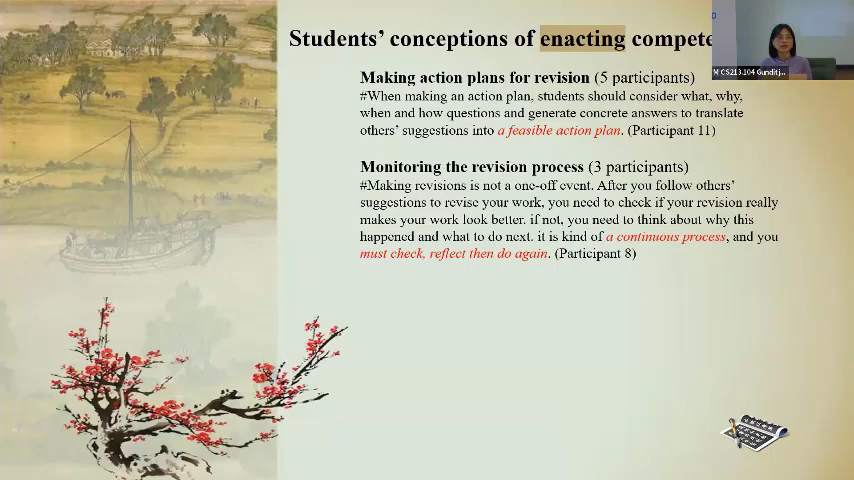 Students’ conceptions of enacting compete
Making action plans for revision (5 participants)
#When making an action plan, students should consider what, why,
when and how questions and generate concrete answers to translate
others’ suggestions into a feasible action plan. (Participant 11)
Monitoring the revision process (3 participants)
#Making revisions is not a one-off event. After you follow others’
suggestions to revise your work, you need to check if your revision really
makes your work look better. if not, you need to think about why this
happened and what to do next. it is kind of a continuous process, and you
must check, reflect then do again. (Participant 8)